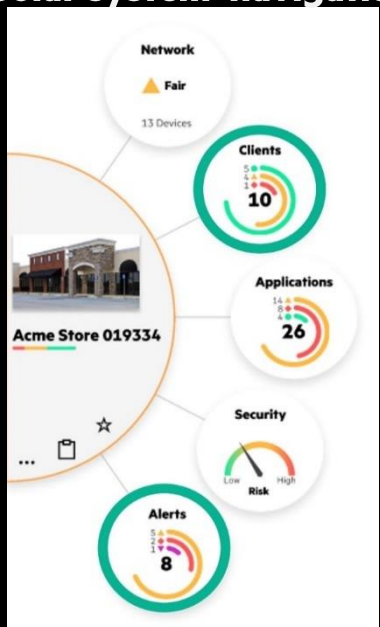 Network
Fair
13 Devices
Clients
5
4
1
10
Applications
14
8
4
26
Acme Store 019334
Security
Low
High
Risk
...
Alerts
5
2
1
8